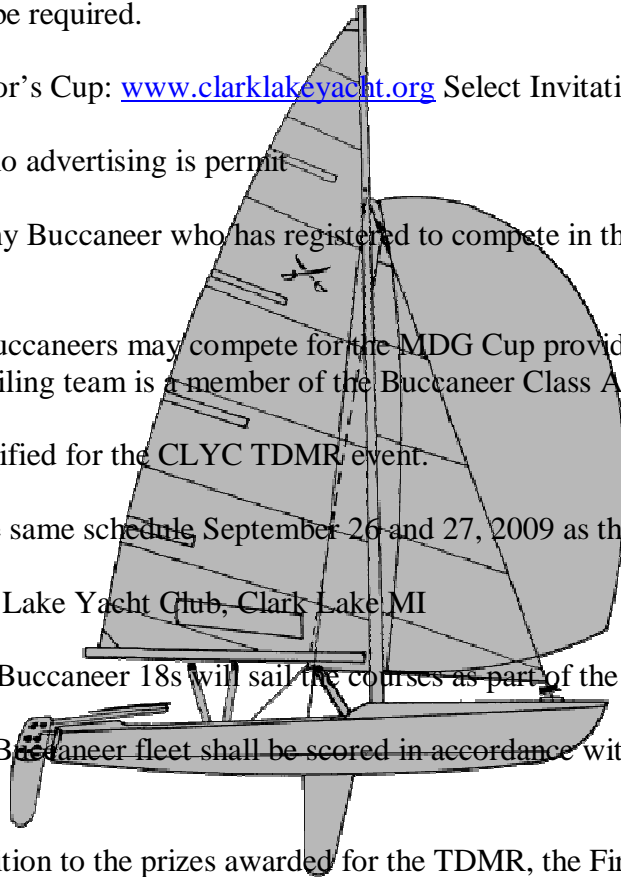 be required.
or’s Cup: www.clarklakeyacht.org Select Invitati
o advertising is permit
ny Buccaneer who has registered to compete in th
uccaneers may compete for the MDG Cup provid
iling team is a member of the Buccaneer Class A
ified for the CLYC TDMR event.
e same schedule September 26 and 27, 2009 as th
Lake Yacht Club, Clark Lake MI
Buccaneer 18s will sail the courses as part of the
Buccaneer fleet shall be scored in accordance wit
ition to the prizes awarded for the TDMR, the Fir